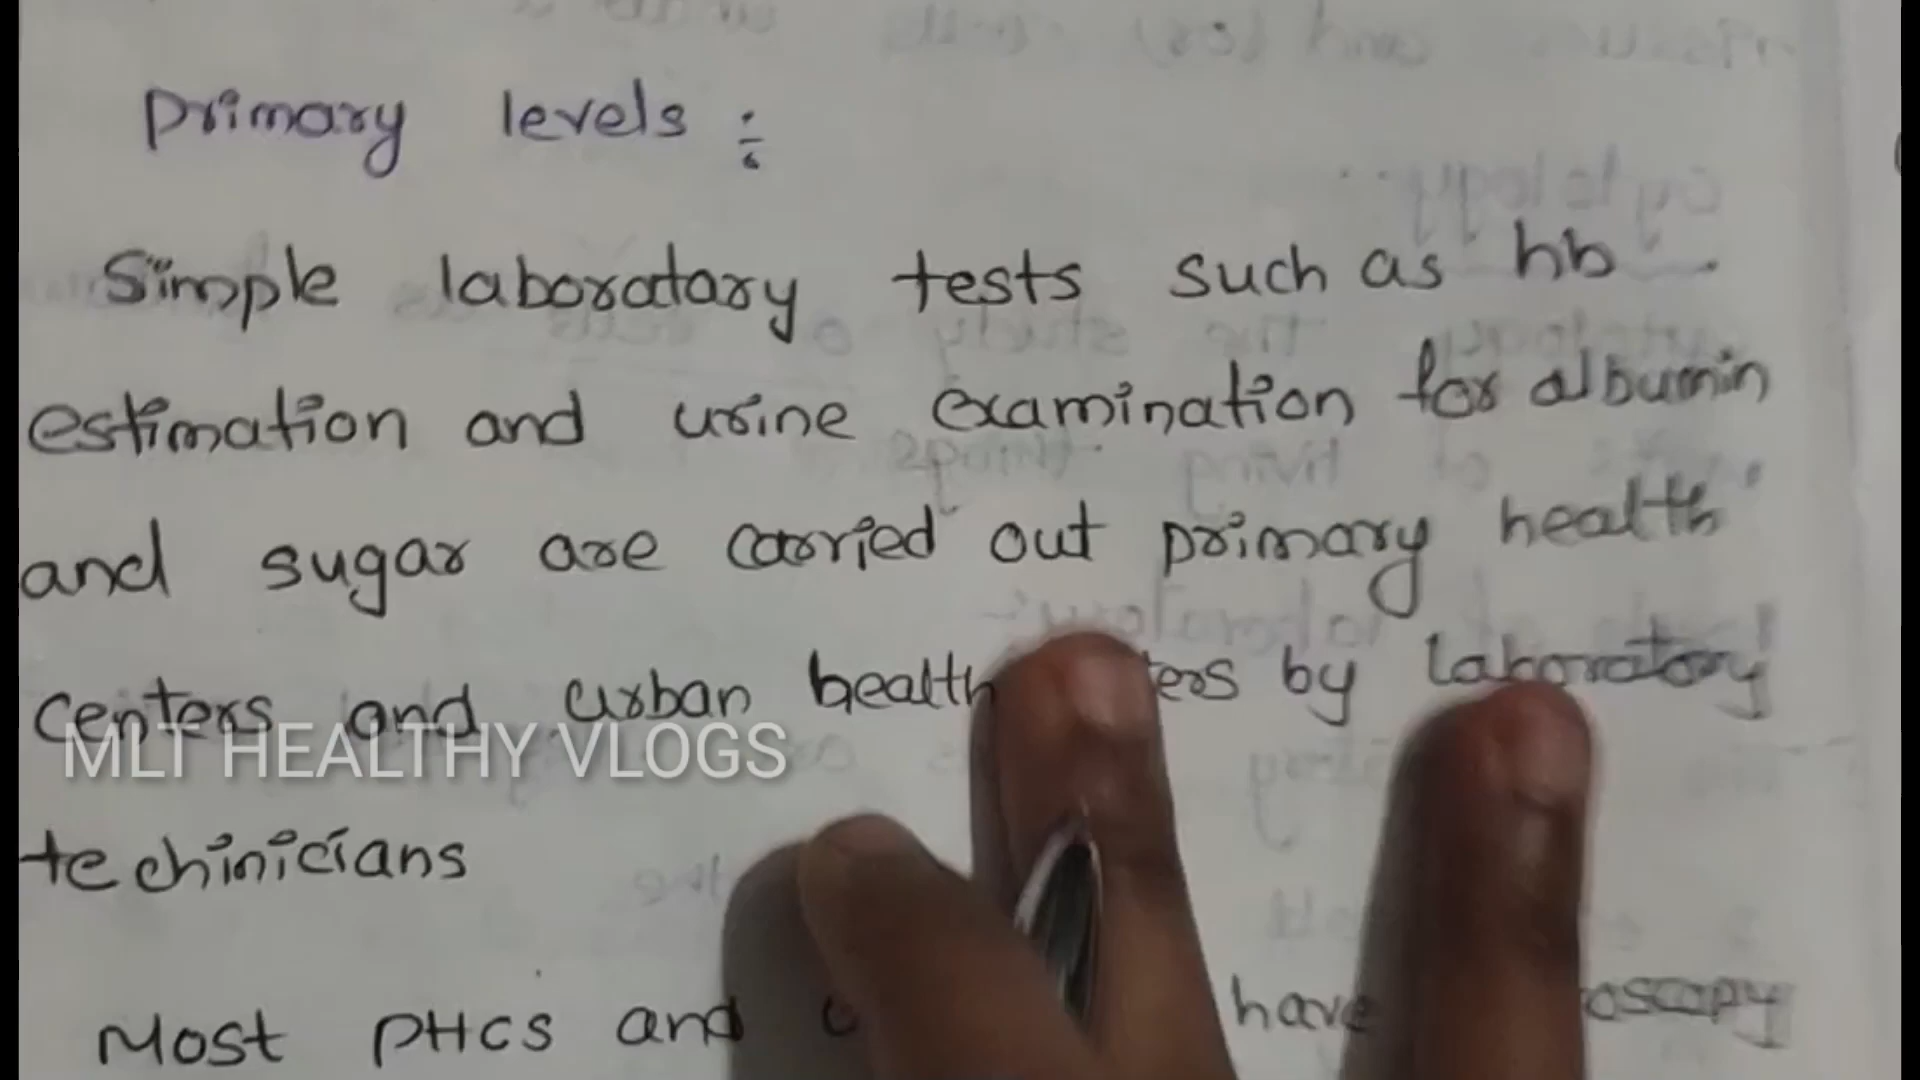 primary levels :
Simple laboratory tests such as hb
estimation and urine examination for albumin
and sugar are carried out primary health
centers and urban health by laboratory
MLT HEALTHY VLOGS
techinicians
Most PHCS and have